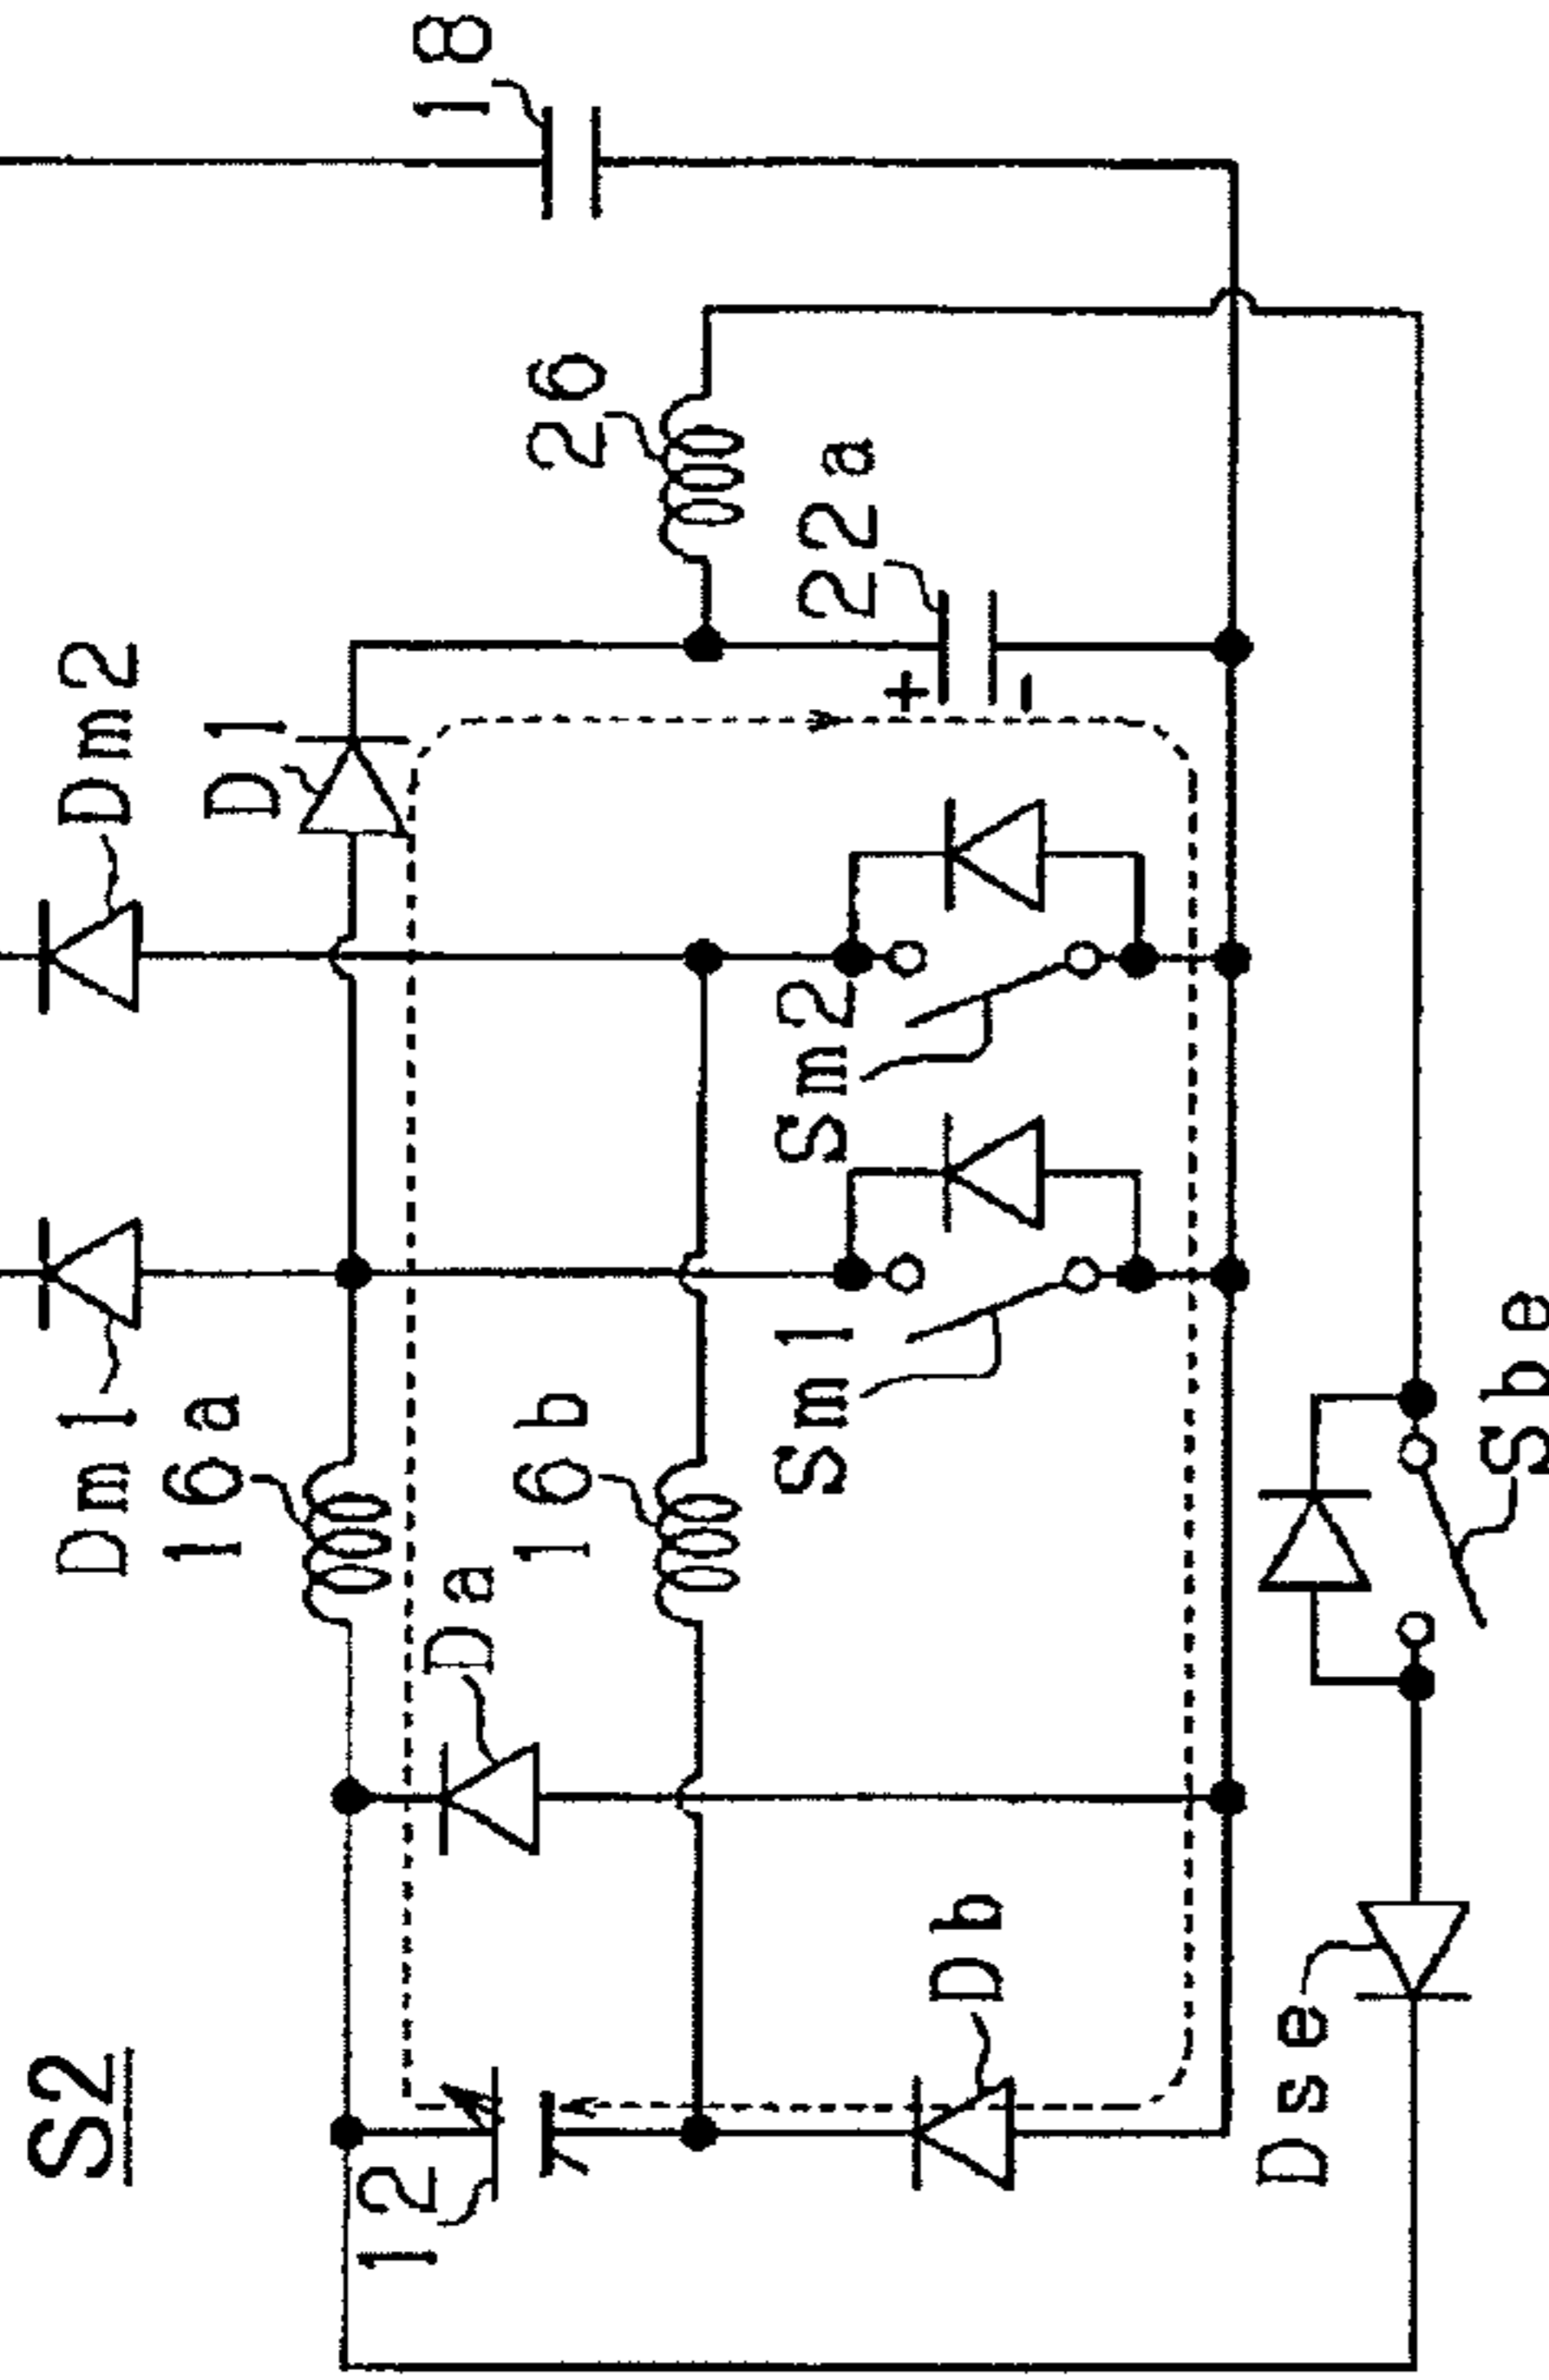 S2
12
Db
Da
16a
16b
Dm1
Dm2
D1
Sm1
Sm2
26
22a
+
-
18
Dse
Sbe